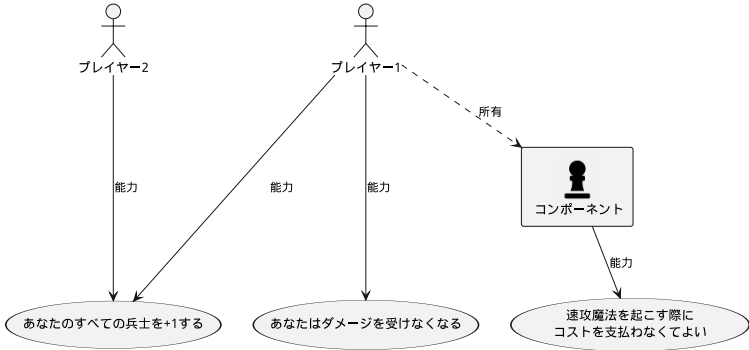 プレイヤー2
プレイヤー1
所有
能力
能力
能力
コンポーネント
能力
あなたのすべての兵士を+1する
あなたはダメージを受けなくなる
速攻魔法を起こす際に
コストを支払わなくてよい